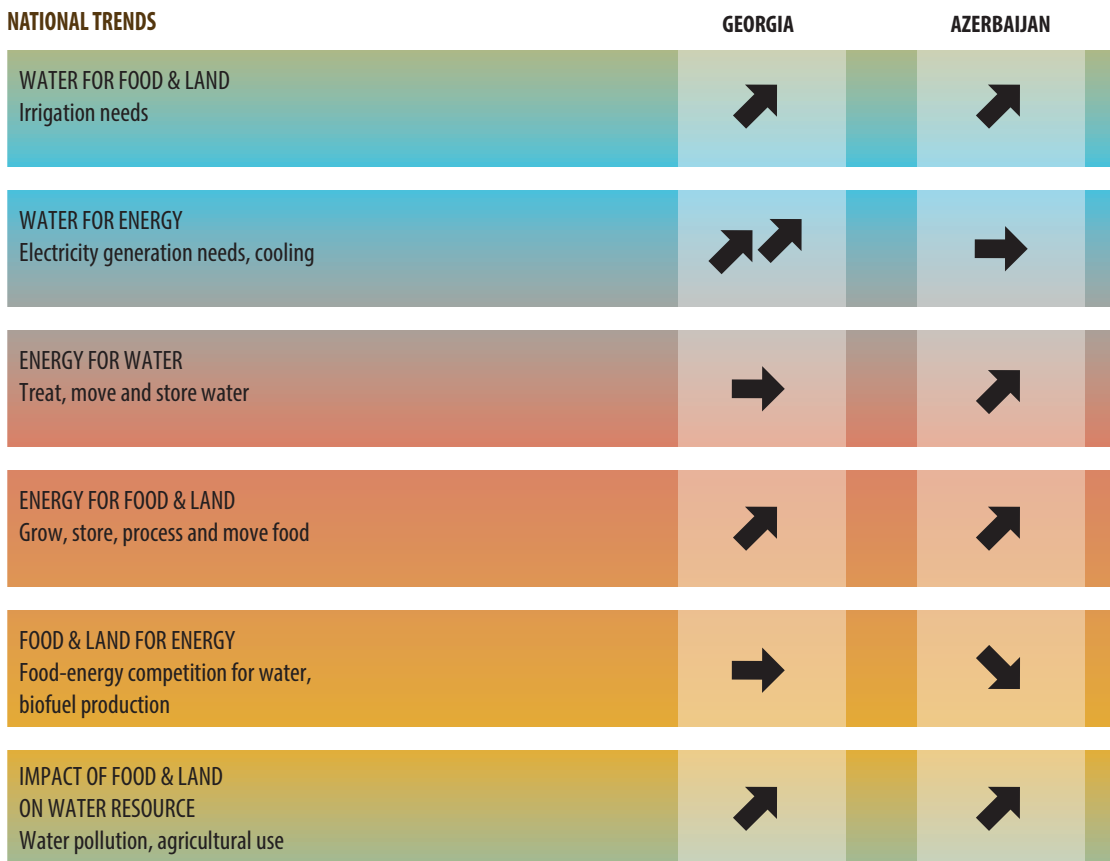 NATIONAL TRENDS GEORGIA AZERBAIJAN
WATER FOR FOOD & LAND
Irrigation needs
WATER FOR ENERGY
Electricity generation needs, cooling
ENERGY FOR WATER
Treat, move and store water
ENERGY FOR FOOD & LAND
Grow, store, process and move food
FOOD & LAND FOR ENERGY
Food-energy competition for water,
biofuel production
IMPACT OF FOOD & LAND
ON WATER RESOURCE
Water pollution, agricultural use